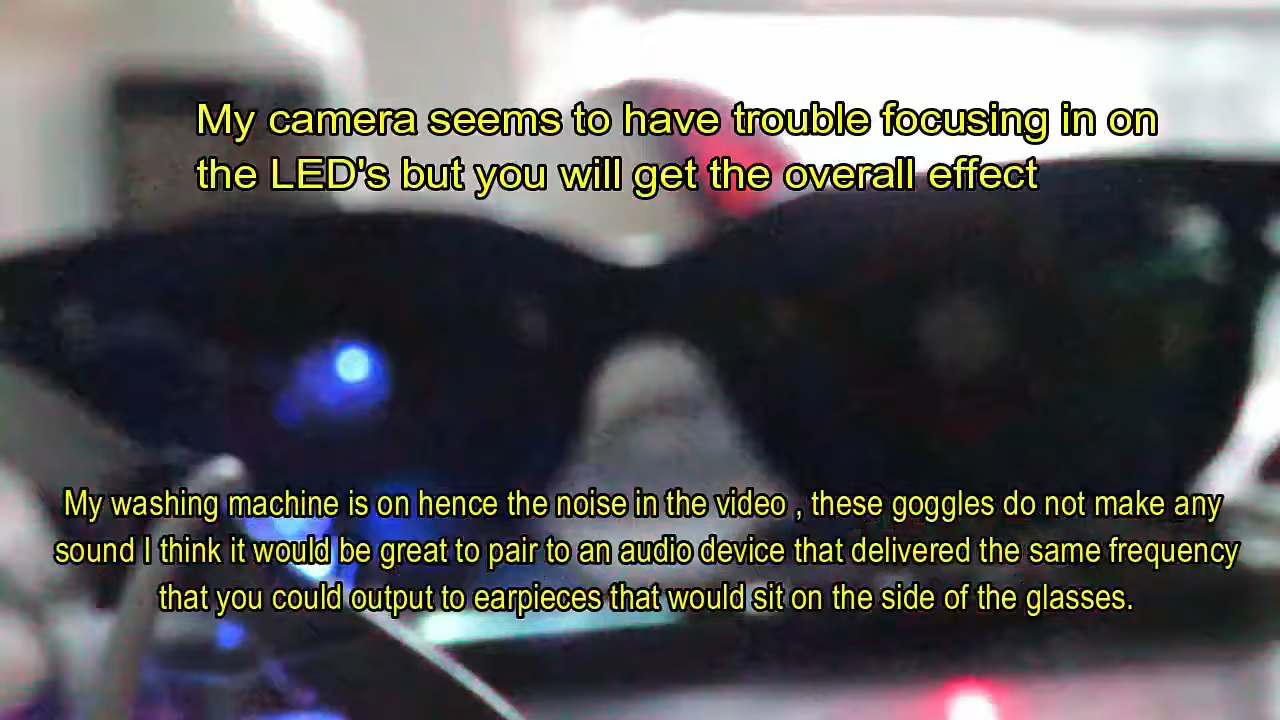 My camera seems to have trouble focusing in on
the LED's but you will get the overall effect
My washing machine is on hence the noise in the video , these goggles do not make any
sound I think it would be great to pair to an audio device that delivered the same frequency
that you could output to earpieces that would sit on the side of the glasses.